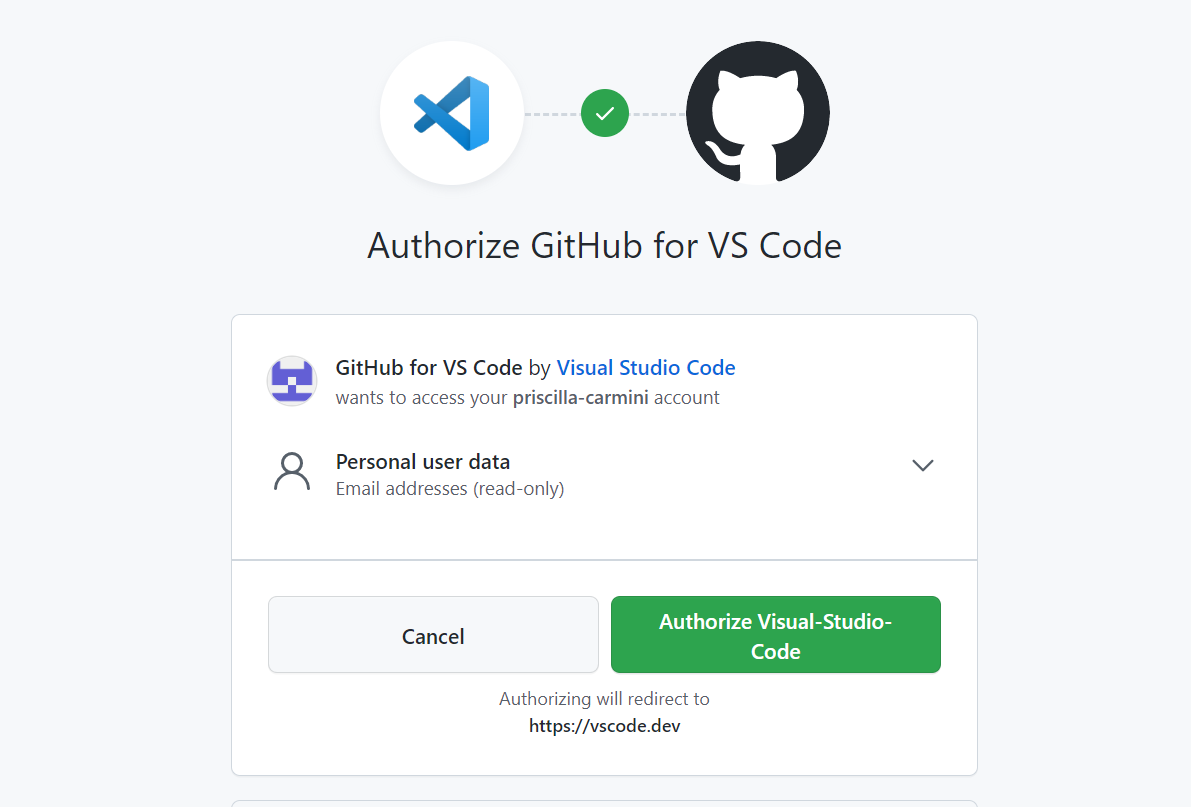 Authorize GitHub for VS Code
GitHub for VS Code by Visual Studio Code
wants to access your priscilla-carmini account
Personal user data
Email addresses (read-only)
Cancel
Authorize Visual-Studio-
Code
Authorizing will redirect to
https://vscode.dev